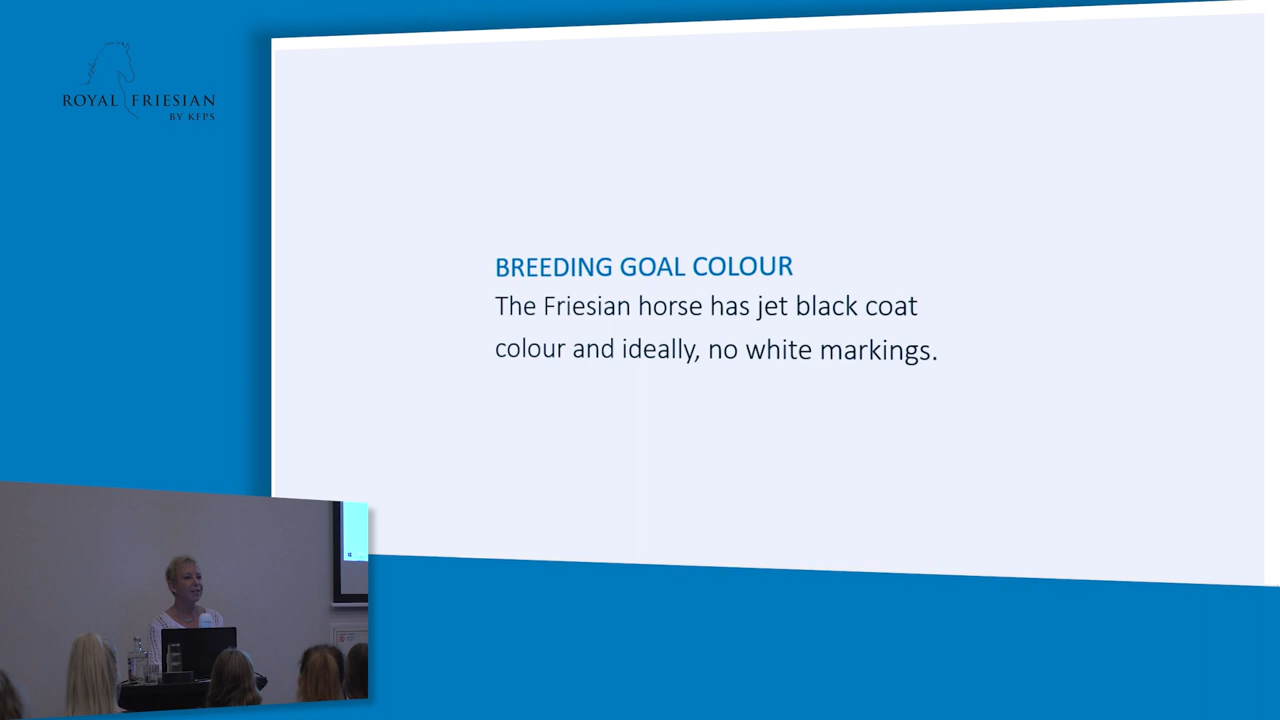 ROYAL FRIESIAN
BY KFPS
BREEDING GOAL COLOUR
The Friesian horse has jet black coat
colour and ideally, no white markings.